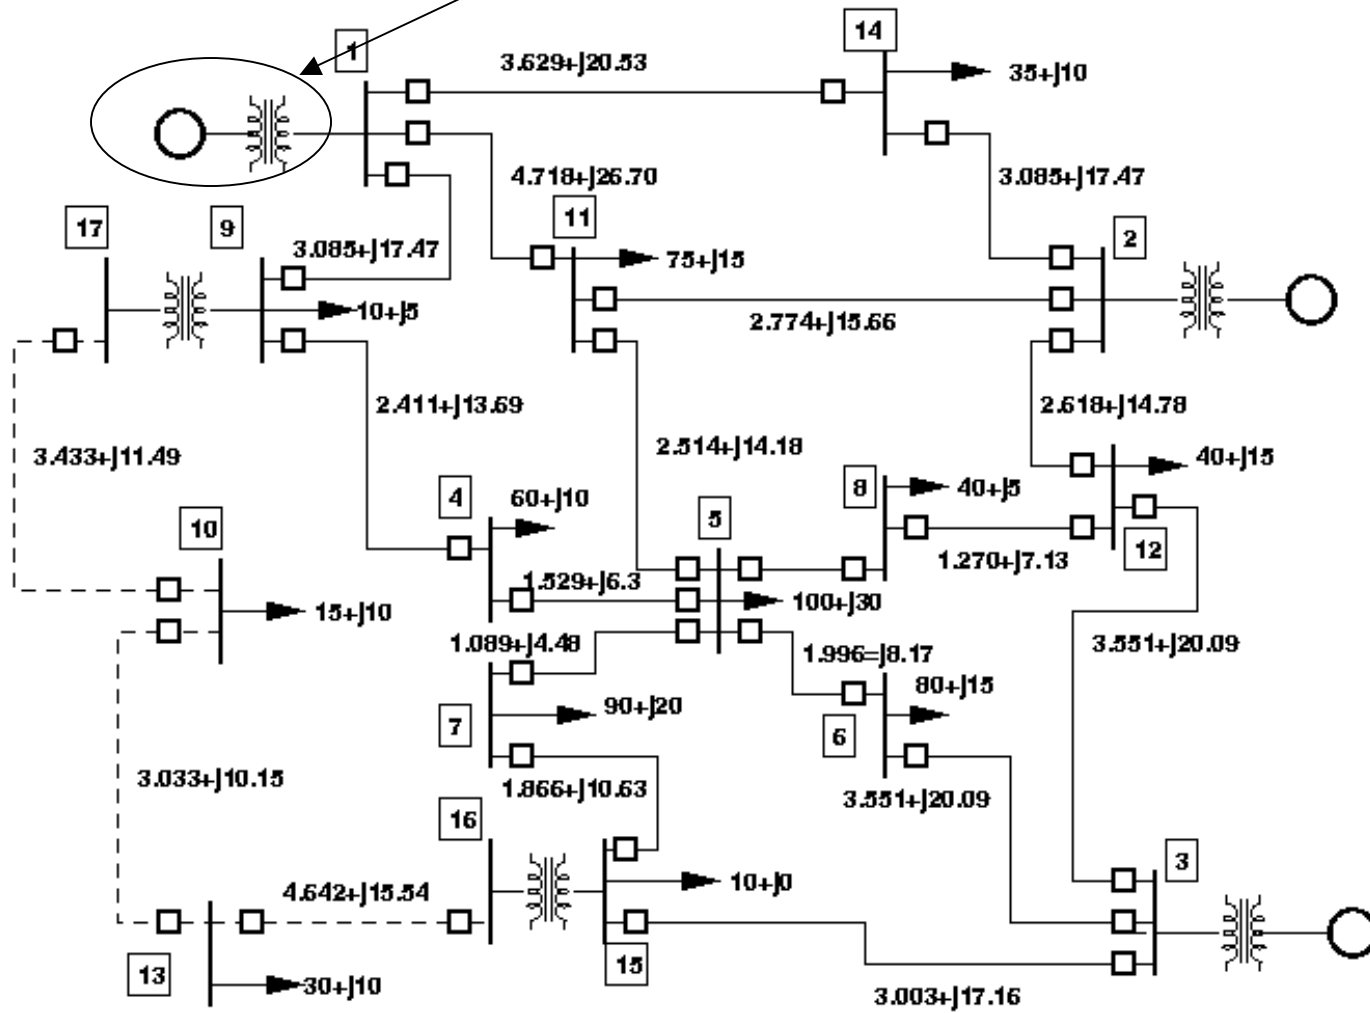 1
14
3.629+j20.53
35+j10
4.718+j26.70
3.085+j17.47
17
9
11
2
3.085+j17.47
75+j15
10+j5
2.774+j15.66
2.411+j13.69
2.618+j14.78
3.433+j11.49
2.514+j14.18
40+j15
4
60+j10
5
8
40+j5
10
12
1.270+j7.13
1.529+j6.3
100+j30
15+j10
1.089+j4.48
1.996=j8.17
3.551+j20.09
80+j15
7
90+j20
6
3.033+j10.15
1.866+j10.63
3.551+j20.09
16
3
4.642+j15.54
10+j0
13
15
30+j10
3.003+j17.16